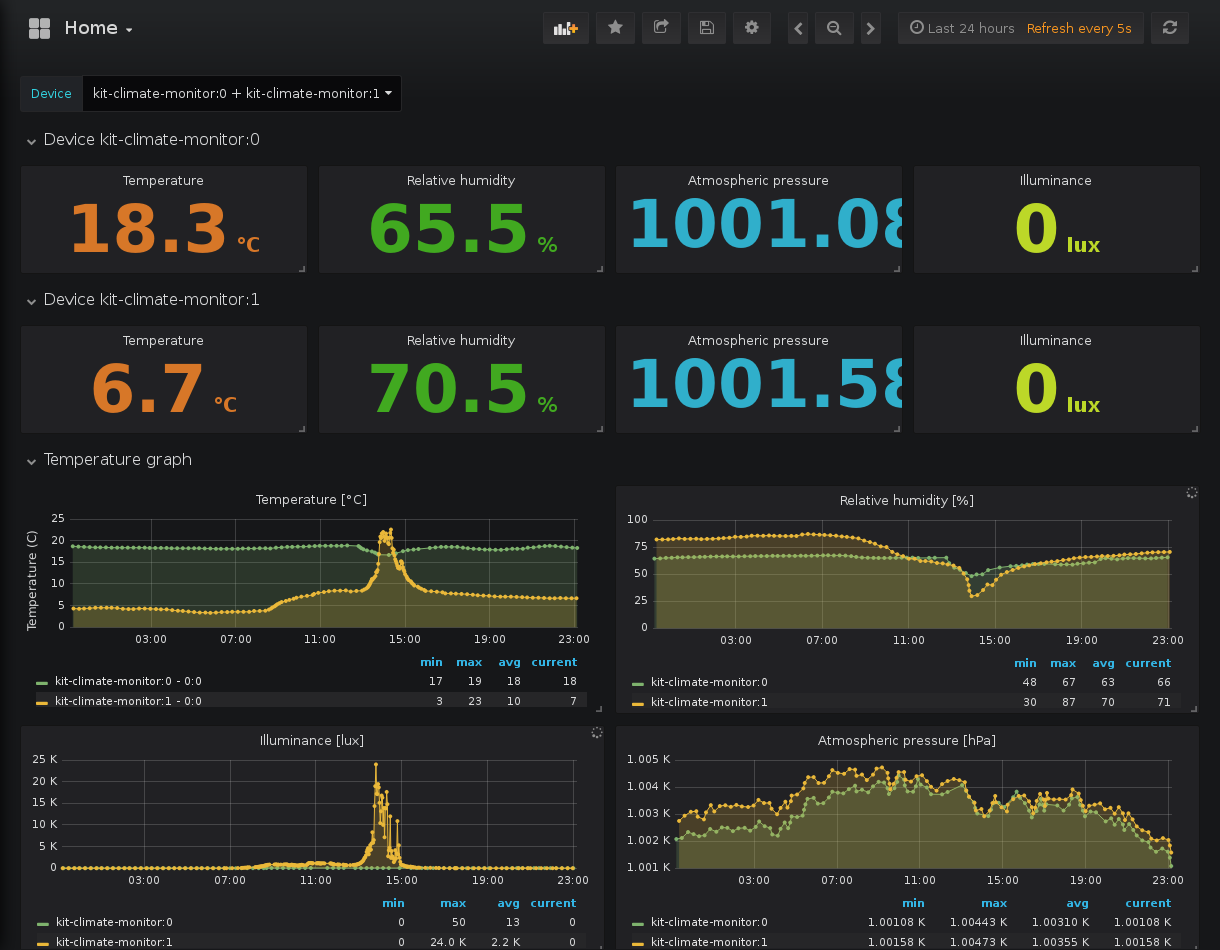 Home
Last 24 hours Refresh every 5s
Device kit-climate-monitor:0 + kit-climate-monitor:1
Device kit-climate-monitor:0
Temperature Relative humidity Atmospheric pressure Illuminance
18.3 °C 65.5 % 1001.08 0 lux
Device kit-climate-monitor:1
Temperature Relative humidity Atmospheric pressure Illuminance
6.7 °C 70.5 % 1001.58 0 lux
Temperature graph
Temperature [°C]
Temperature (C)
25
20
15
10
5
0
03:00 07:00 11:00 15:00 19:00 23:00
min max avg current
kit-climate-monitor:0 - 0:0 17 19 18 18
kit-climate-monitor:1 - 0:0 3 23 10 7
Relative humidity [%]
100
75
50
25
0
03:00 07:00 11:00 15:00 19:00 23:00
min max avg current
kit-climate-monitor:0 48 67 63 66
kit-climate-monitor:1 30 87 70 71
Illuminance [lux]
25 K
20 K
15 K
10 K
5 K
0
03:00 07:00 11:00 15:00 19:00 23:00
min max avg current
kit-climate-monitor:0 0 50 13 0
kit-climate-monitor:1 0 24.0 K 2.2 K 0
Atmospheric pressure [hPa]
1.005 K
1.004 K
1.003 K
1.002 K
1.001 K
03:00 07:00 11:00 15:00 19:00 23:00
min max avg current
kit-climate-monitor:0 1.00108 K 1.00443 K 1.00310 K 1.00108 K
kit-climate-monitor:1 1.00158 K 1.00473 K 1.00355 K 1.00158 K